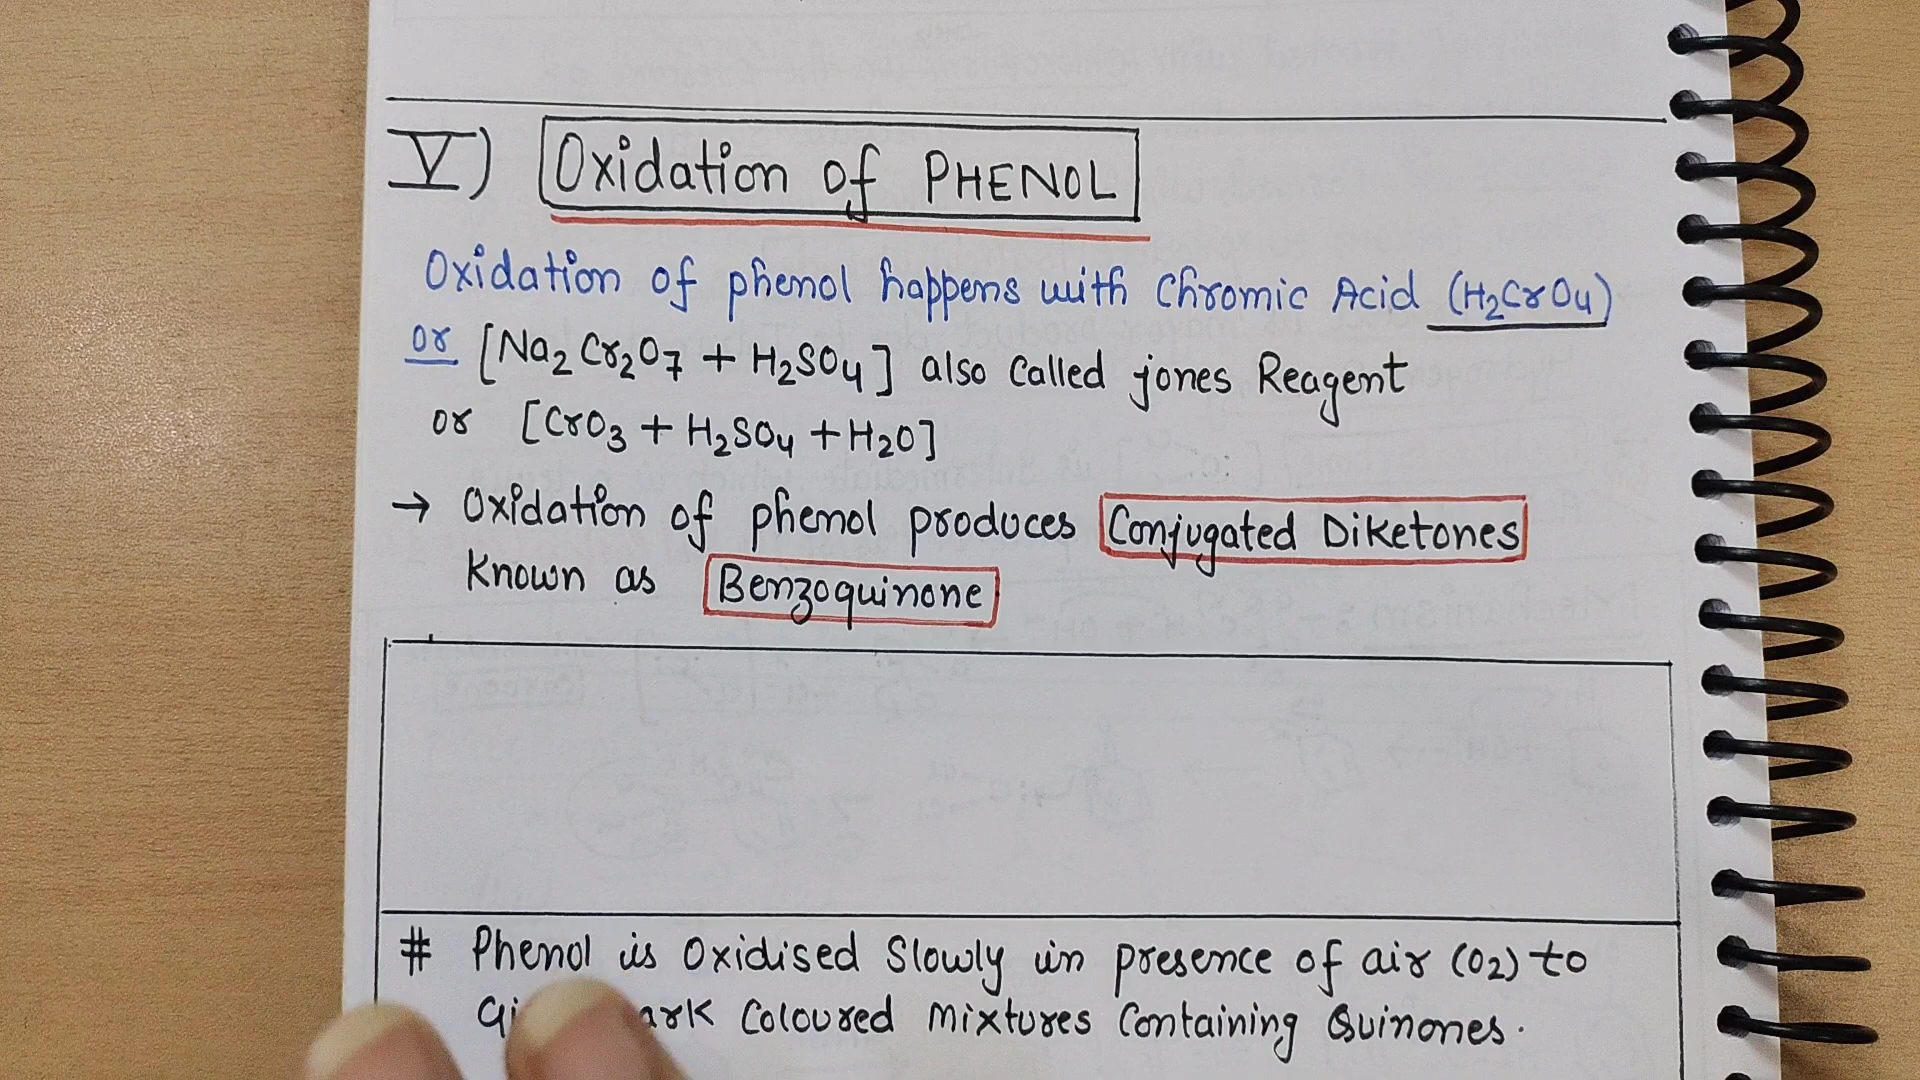 V) Oxidation of PHENOL
Oxidation of phenol happens with Chromic Acid (H2CrO4)
or [Na2Cr2O7 + H2SO4] also called jones Reagent
or [CrO3 + H2SO4 + H2O]
→ Oxidation of phenol produces Conjugated Diketones
Known as Benzoquinone
# Phenol is Oxidised Slowly in presence of air (O2) to
Coloured Mixtures Containing Quinones.